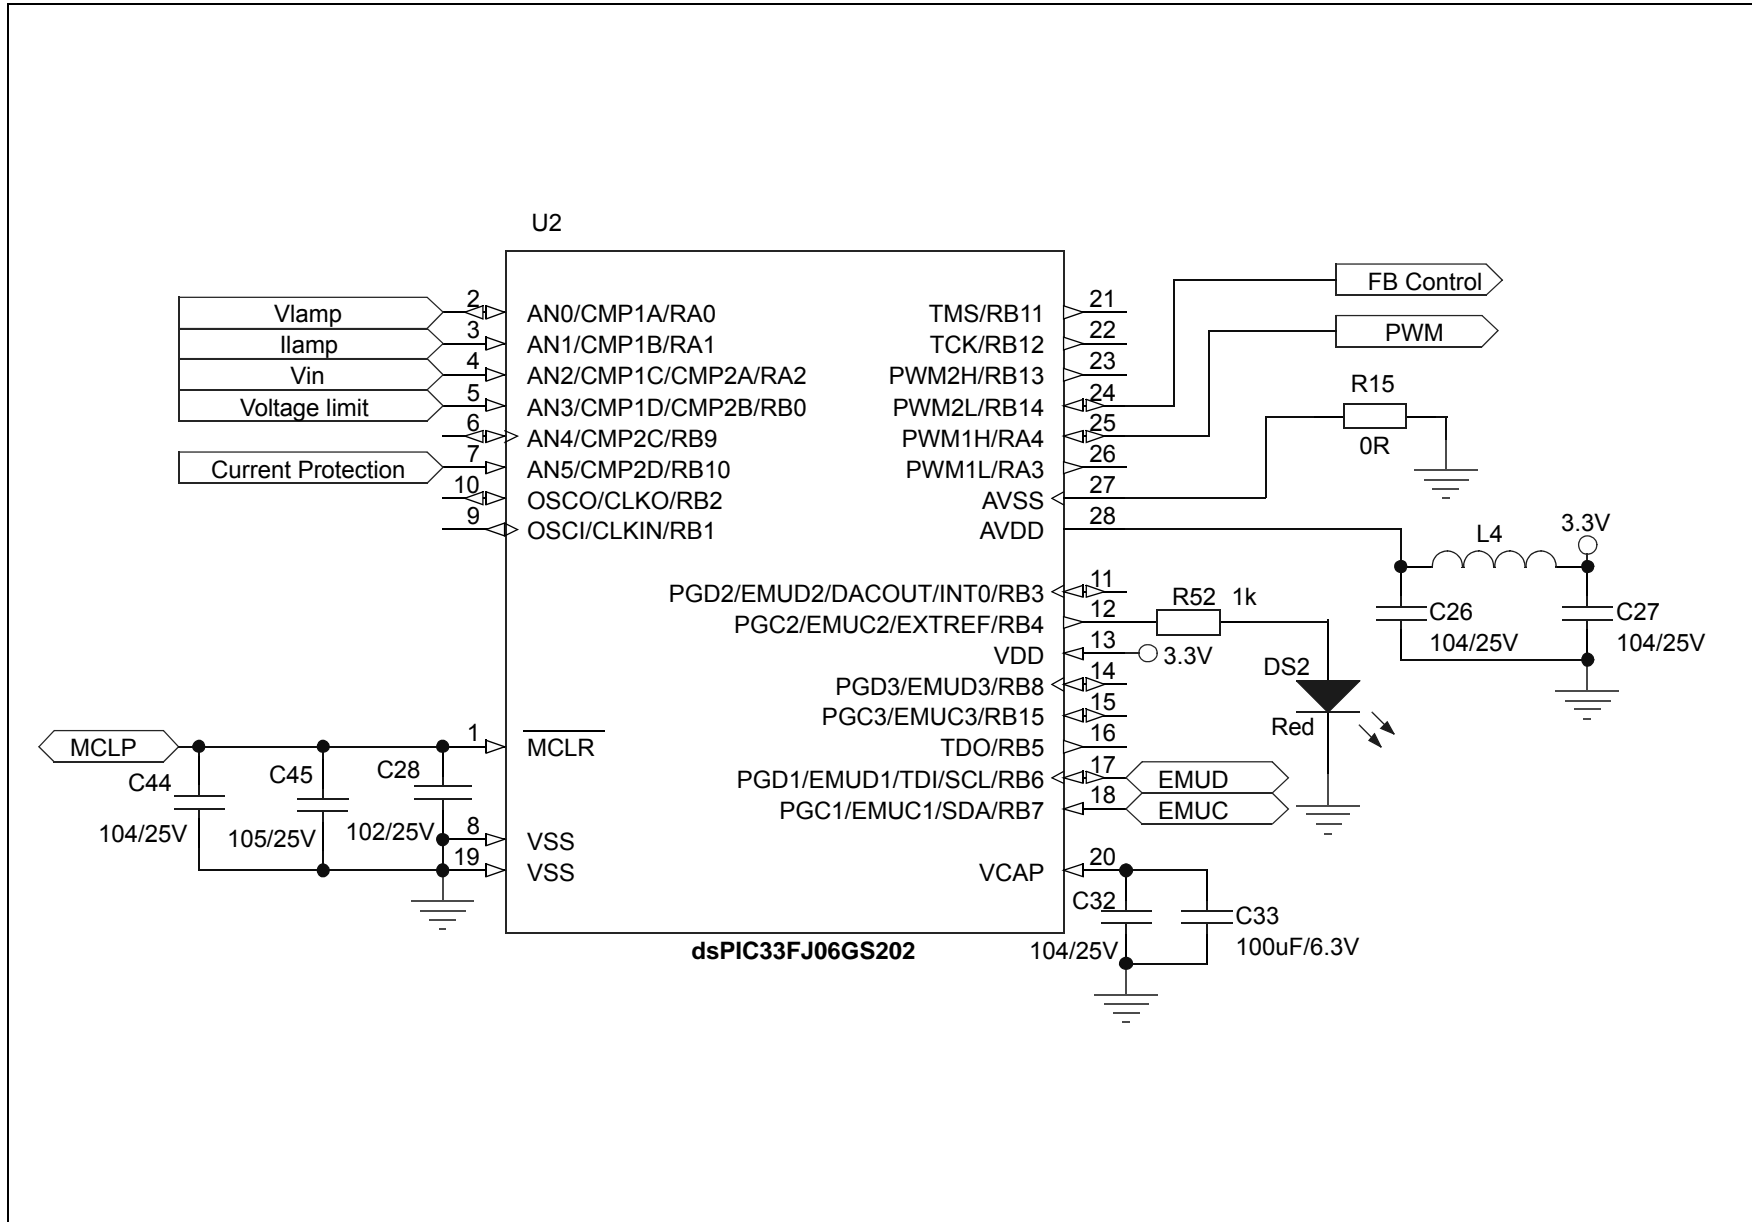 U2
Vlamp
Ilamp
Vin
Voltage limit
Current Protection
2
3
4
5
6
7
10
9
AN0/CMP1A/RA0
AN1/CMP1B/RA1
AN2/CMP1C/CMP2A/RA2
AN3/CMP1D/CMP2B/RB0
AN4/CMP2C/RB9
AN5/CMP2D/RB10
OSCO/CLKO/RB2
OSCI/CLKIN/RB1
TMS/RB11
TCK/RB12
PWM2H/RB13
PWM2L/RB14
PWM1H/RA4
PWM1L/RA3
AVSS
AVDD
21
22
23
24
25
26
27
28
FB Control
PWM
R15
0R
L4
3.3V
C26
104/25V
C27
104/25V
PGD2/EMUD2/DACOUT/INT0/RB3
PGC2/EMUC2/EXTREF/RB4
VDD
PGD3/EMUD3/RB8
PGC3/EMUC3/RB15
TDO/RB5
PGD1/EMUD1/TDI/SCL/RB6
PGC1/EMUC1/SDA/RB7
VCAP
11
12
13
14
15
16
17
18
20
R52 1k
3.3V
DS2
Red
EMUD
EMUC
MCLP
1
MCLR
C44
104/25V
C45
105/25V
C28
102/25V
8
VSS
19
VSS
C32
104/25V
C33
100uF/6.3V
dsPIC33FJ06GS202